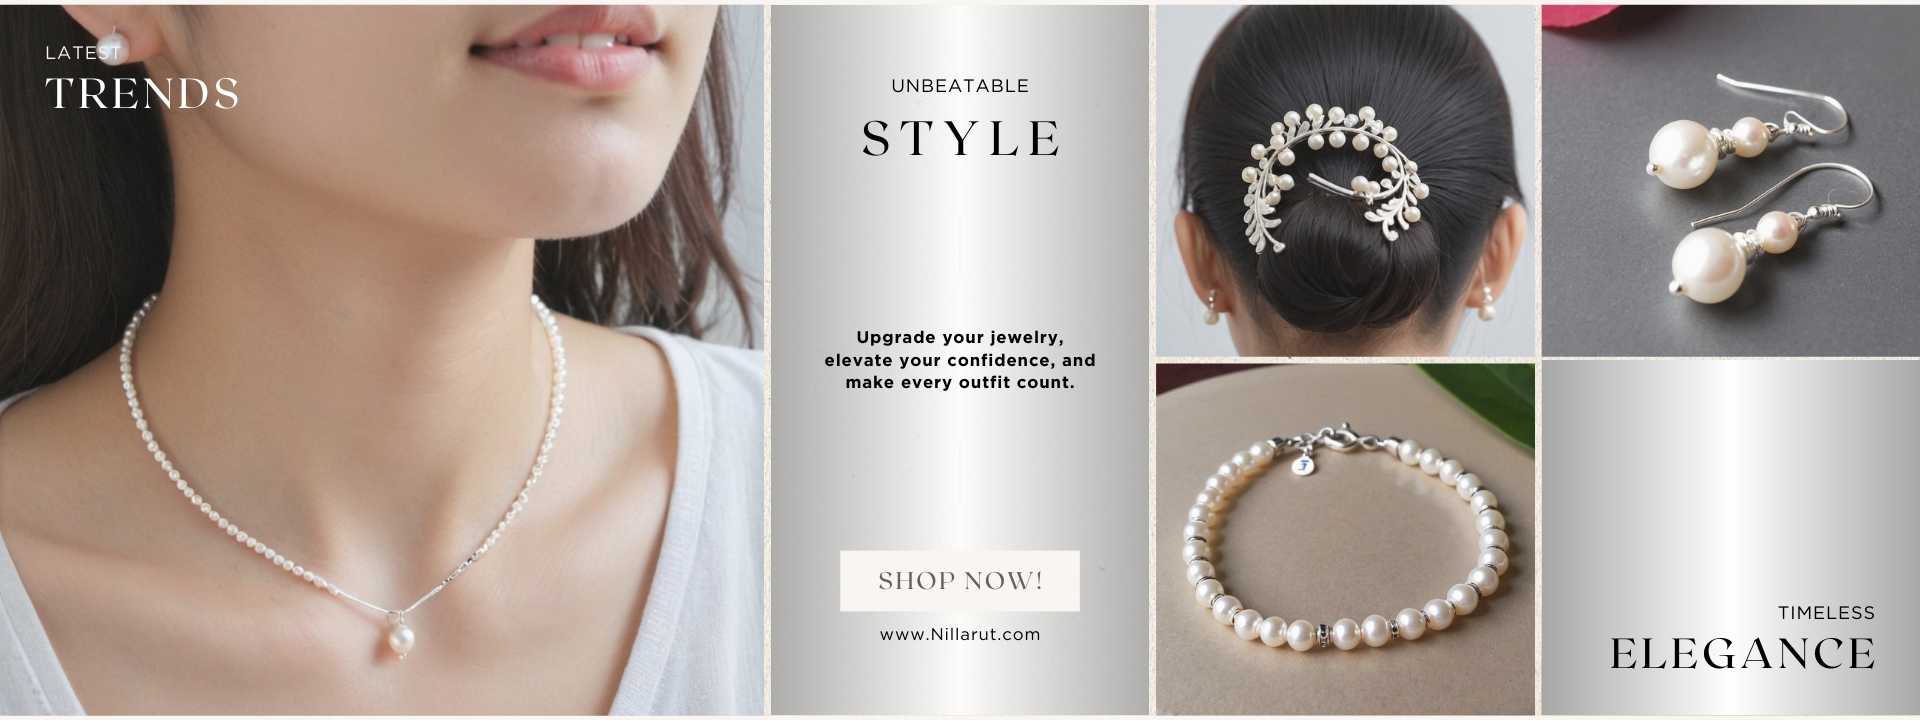 LATEST
TRENDS
UNBEATABLE
STYLE
Upgrade your jewelry,
elevate your confidence, and
make every outfit count.
SHOP NOW!
www.Nillarut.com
TIMELESS
ELEGANCE